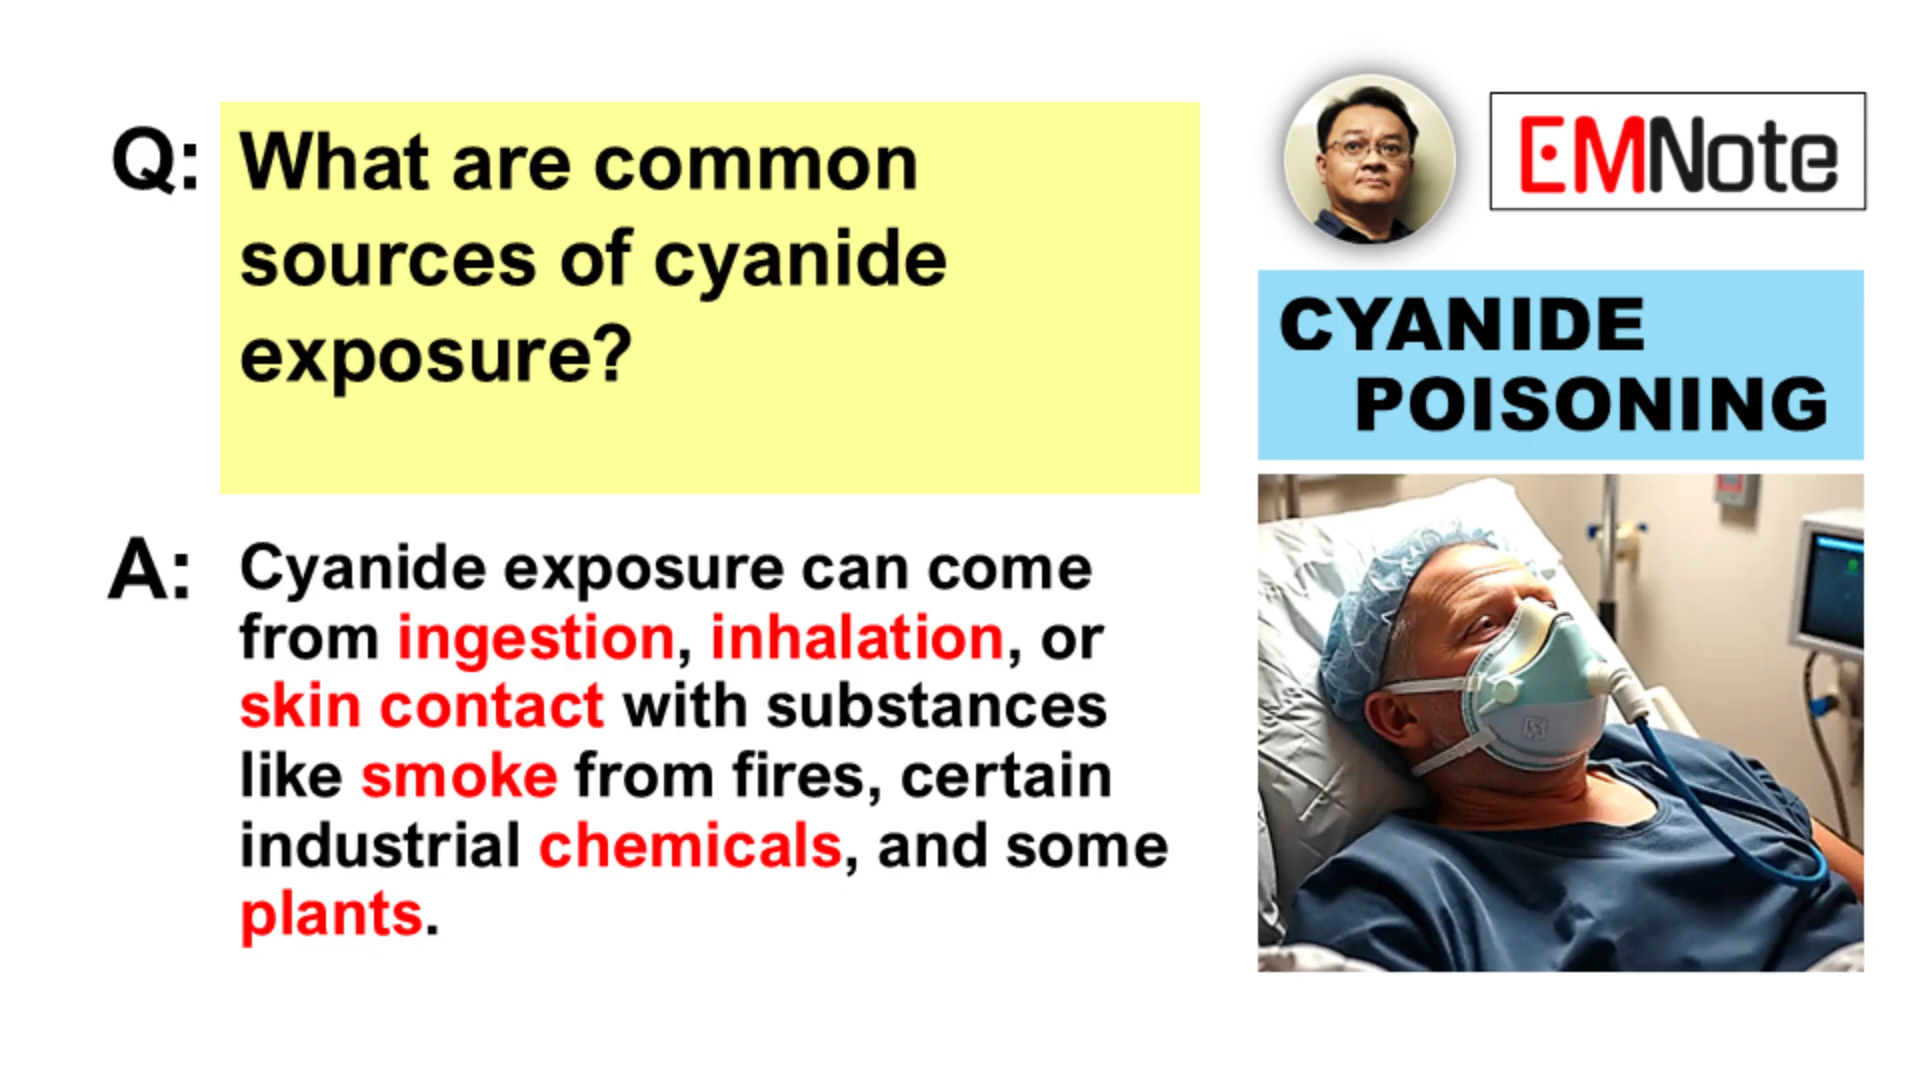 Q: What are common
sources of cyanide
exposure?
A: Cyanide exposure can come
from ingestion, inhalation, or
skin contact with substances
like smoke from fires, certain
industrial chemicals, and some
plants.
EMNote
CYANIDE
POISONING